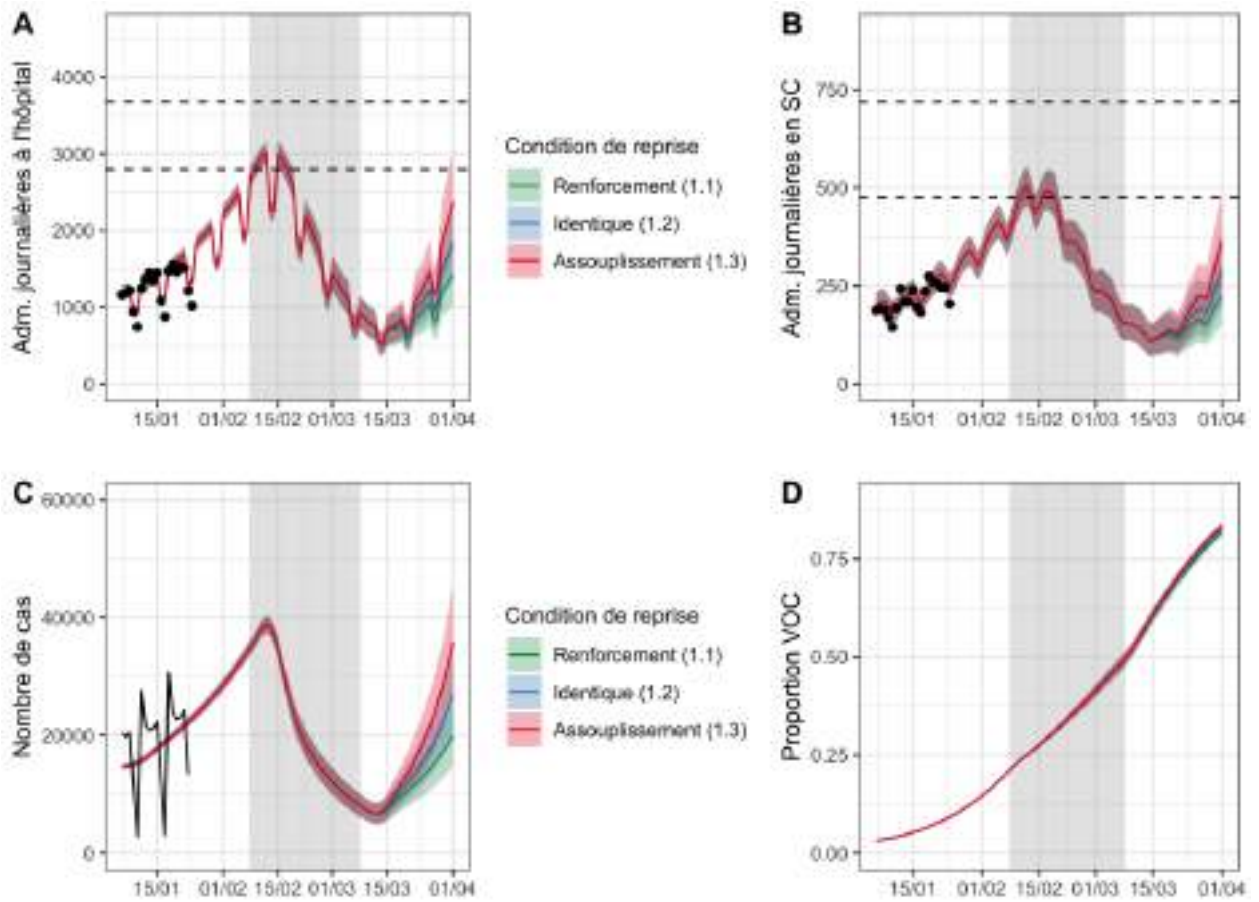 A
Adm. journalières à l'hôpital
4000
3000
2000
1000
0
15/01 01/02 15/02 01/03 15/03 01/04
Condition de reprise
Renforcement (1.1)
Identique (1.2)
Assouplissement (1.3)
B
Adm. journalières en SC
750
500
250
0
15/01 01/02 15/02 01/03 15/03 01/04
C
Nombre de cas
60000
40000
20000
0
15/01 01/02 15/02 01/03 15/03 01/04
Condition de reprise
Renforcement (1.1)
Identique (1.2)
Assouplissement (1.3)
D
Proportion VOC
0.75
0.50
0.25
0.00
15/01 01/02 15/02 01/03 15/03 01/04